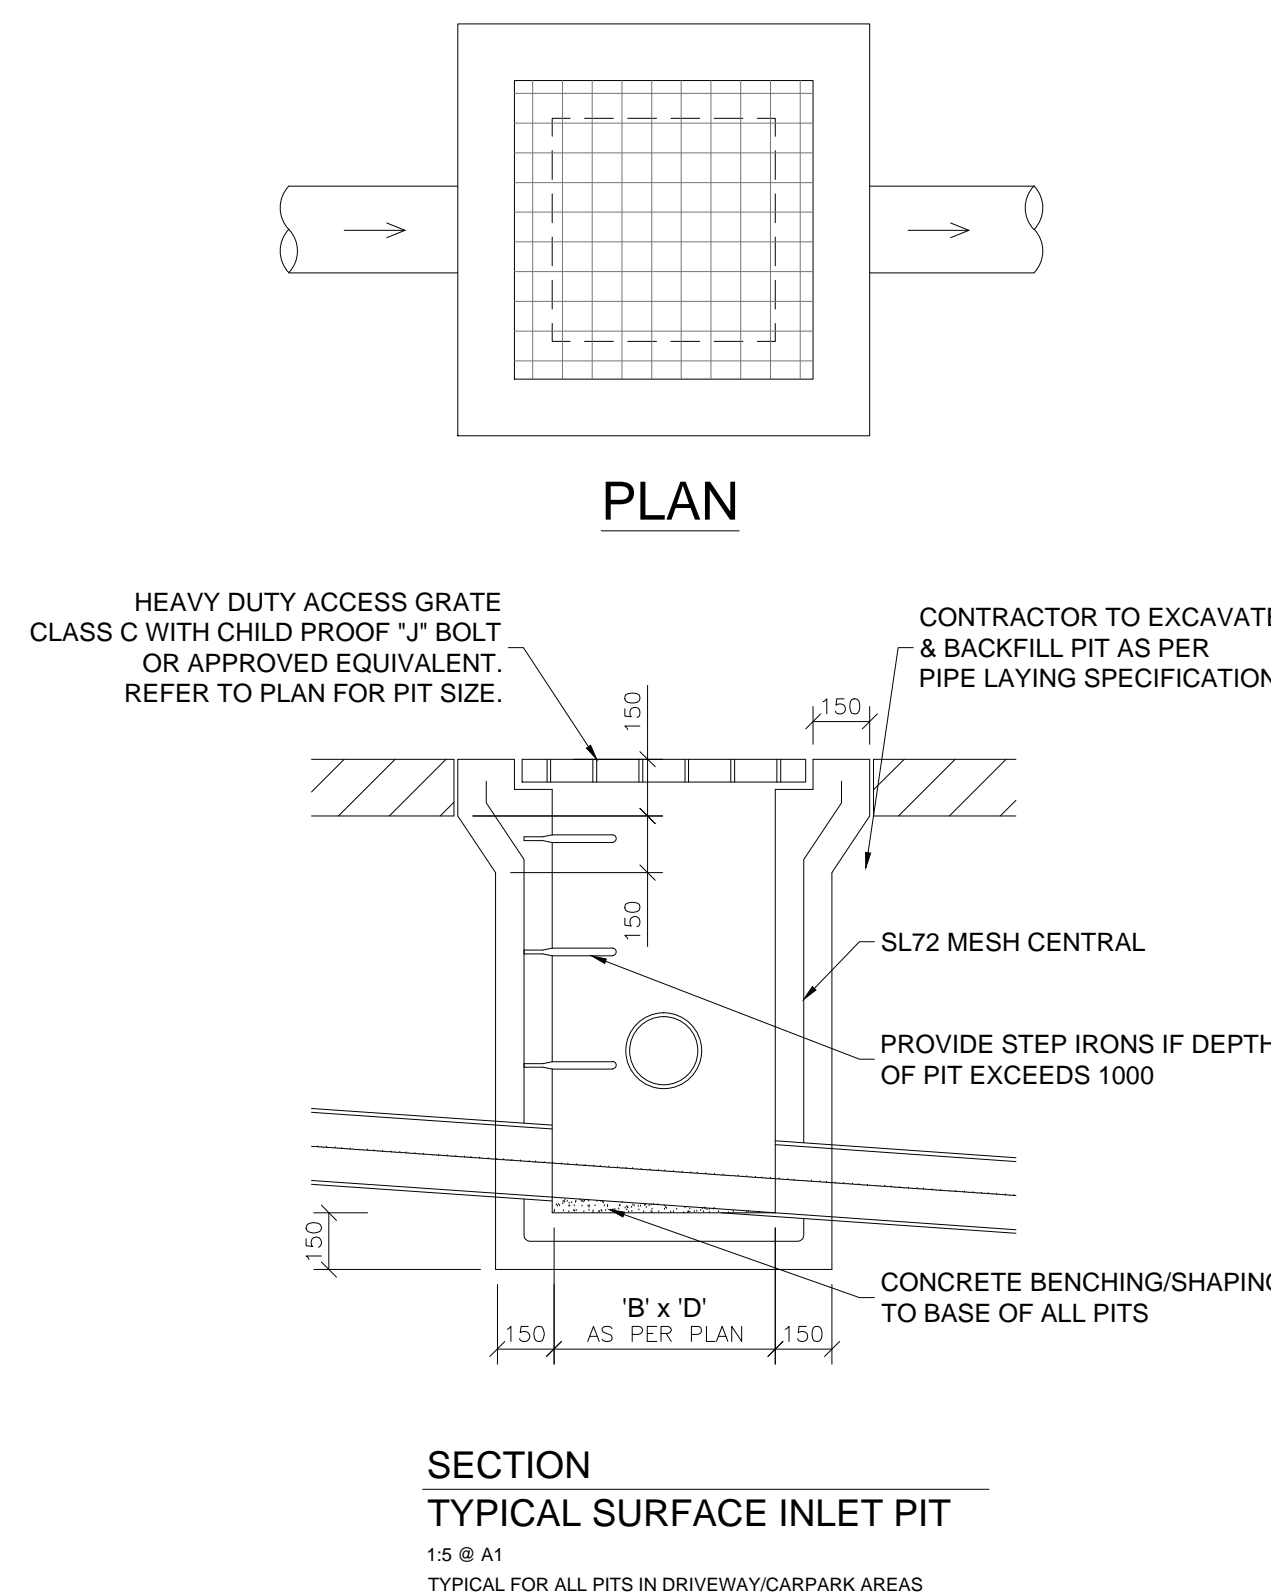 PLAN
HEAVY DUTY ACCESS GRATE
CLASS C WITH CHILD PROOF "J" BOLT
OR APPROVED EQUIVALENT.
REFER TO PLAN FOR PIT SIZE.
CONTRACTOR TO EXCAVATE
& BACKFILL PIT AS PER
PIPE LAYING SPECIFICATION
150
150
150
SL72 MESH CENTRAL
PROVIDE STEP IRONS IF DEPTH
OF PIT EXCEEDS 1000
150
CONCRETE BENCHING/SHAPING
TO BASE OF ALL PITS
'B' x 'D'
150 AS PER PLAN 150
SECTION
TYPICAL SURFACE INLET PIT
1:5 @ A1
TYPICAL FOR ALL PITS IN DRIVEWAY/CARPARK AREAS